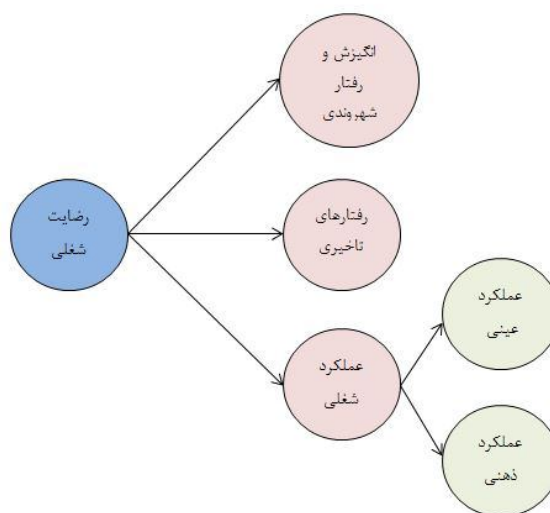 انگیزش و
رفتار
شهروندی
رضایت
شغلی
رفتارهای
تاخیری
عملکرد
عینی
عملکرد
شغلی
عملکرد
ذهنی